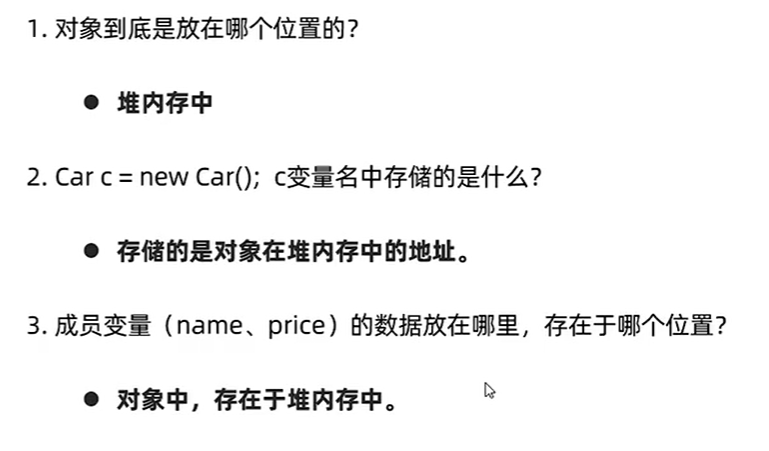 1. 对象到底是放在哪个位置的？
● 堆内存中
2. Car c = new Car();  c变量名中存储的是什么？
● 存储的是对象在堆内存中的地址。
3. 成员变量（name、price）的数据放在哪里，存在于哪个位置？
● 对象中，存在于堆内存中。